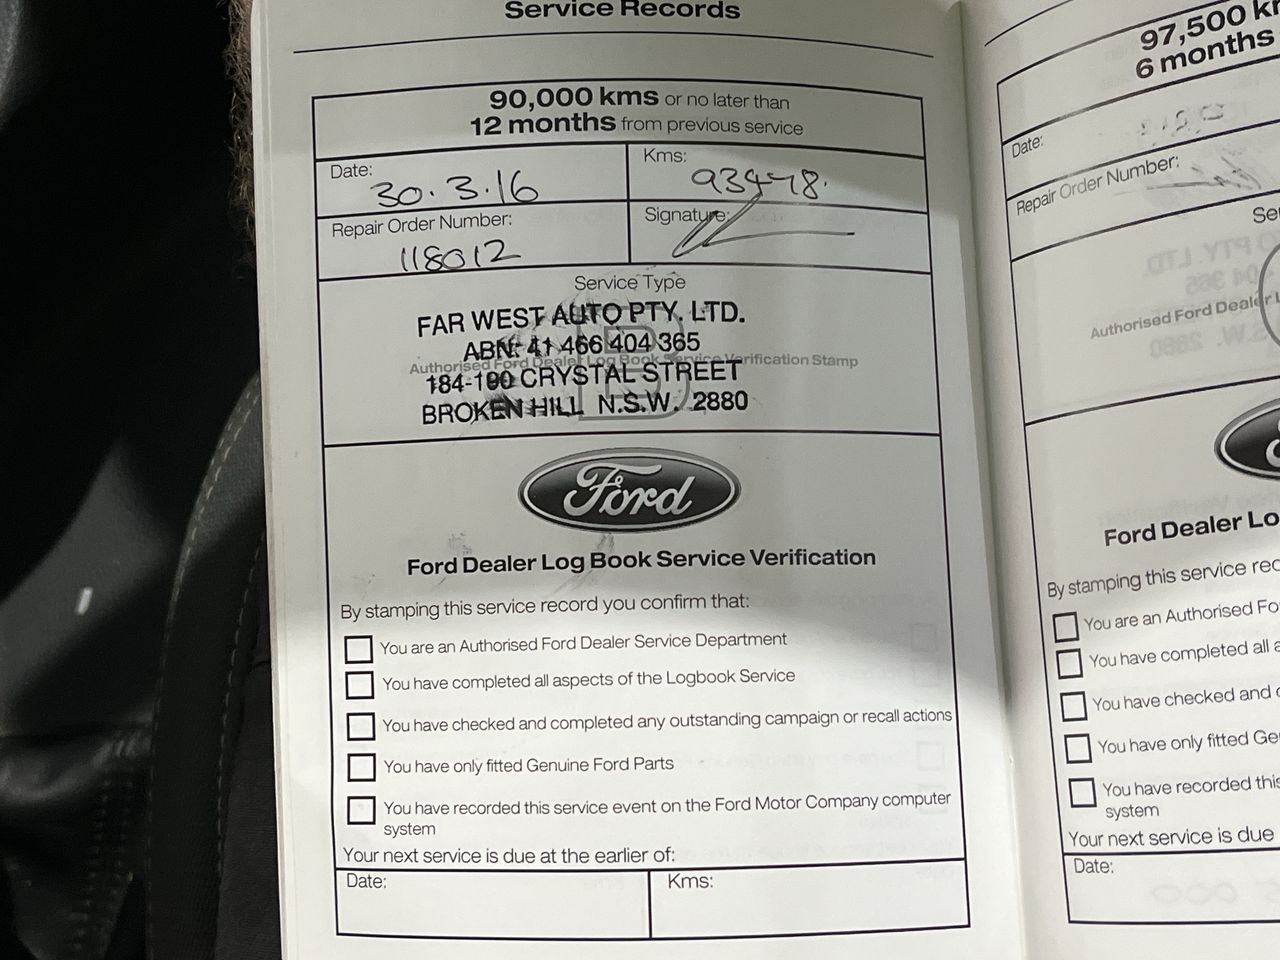 Service Records
90,000 kms or no later than
12 months from previous service
Date:
30.3.16
Kms:
93478.
Repair Order Number:
118012
Signature:
Service Type
FAR WEST AUTO PTY. LTD.
ABN: 41 466 404 365
Authorised Ford Dealer Log Book Service Verification Stamp
184-190 CRYSTAL STREET
BROKEN HILL N.S.W. 2880
Ford
Ford Dealer Log Book Service Verification
By stamping this service record you confirm that:
You are an Authorised Ford Dealer Service Department
You have completed all aspects of the Logbook Service
You have checked and completed any outstanding campaign or recall actions
You have only fitted Genuine Ford Parts
You have recorded this service event on the Ford Motor Company computer
system
Your next service is due at the earlier of:
Date:
Kms:
97,500
6 months
Date:
Repair Order Number:
Authorised Ford Dealer
Ford Dealer
By stamping this service
You are an Authorised
You have completed all
You have checked and
You have only fitted
You have recorded this
system
Your next service is due
Date: